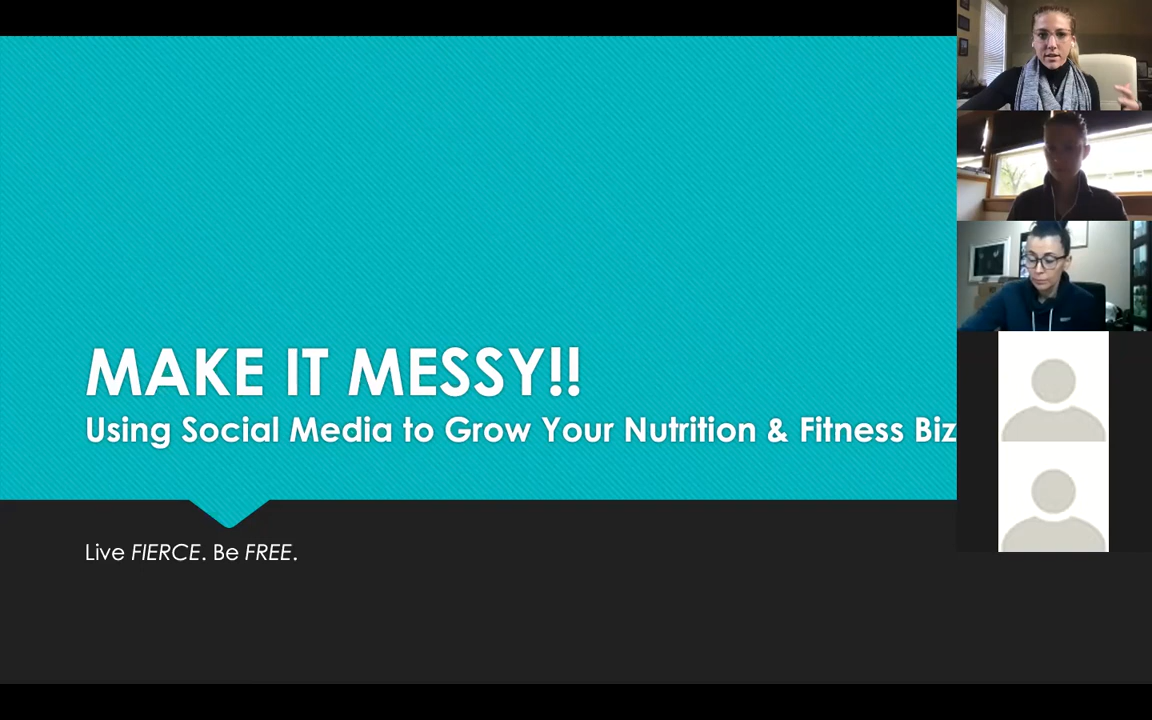 MAKE IT MESSY!!
Using Social Media to Grow Your Nutrition & Fitness Biz
Live FIERCE. Be FREE.